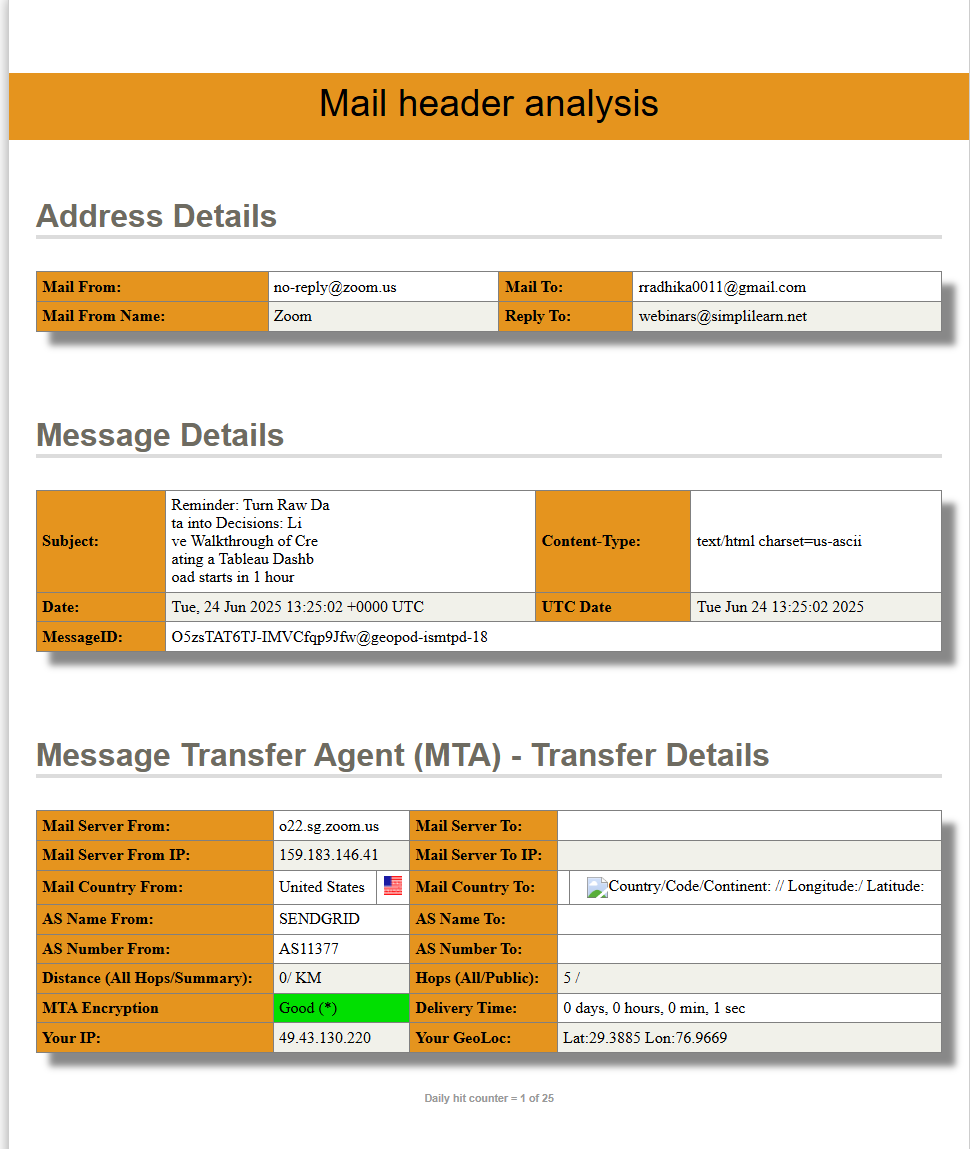 Mail header analysis
Address Details
Mail From: no-reply@zoom.us Mail To: rradhika0011@gmail.com
Mail From Name: Zoom Reply To: webinars@simplilearn.net
Message Details
Subject: Reminder: Turn Raw Da
ta into Decisions: Li
ve Walkthrough of Cre
ating a Tableau Dashb
oad starts in 1 hour
Content-Type: text/html charset=us-ascii
Date: Tue, 24 Jun 2025 13:25:02 +0000 UTC UTC Date Tue Jun 24 13:25:02 2025
MessageID: O5zsTAT6TJ-IMVCfqp9Jfw@geopod-ismtpd-18
Message Transfer Agent (MTA) - Transfer Details
Mail Server From: o22.sg.zoom.us Mail Server To:
Mail Server From IP: 159.183.146.41 Mail Server To IP:
Mail Country From: United States Mail Country To: Country/Code/Continent: // Longitude:/ Latitude:
AS Name From: SENDGRID AS Name To:
AS Number From: AS11377 AS Number To:
Distance (All Hops/Summary): 0/ KM Hops (All/Public): 5 /
MTA Encryption Good (*) Delivery Time: 0 days, 0 hours, 0 min, 1 sec
Your IP: 49.43.130.220 Your GeoLoc: Lat:29.3885 Lon:76.9669
Daily hit counter = 1 of 25